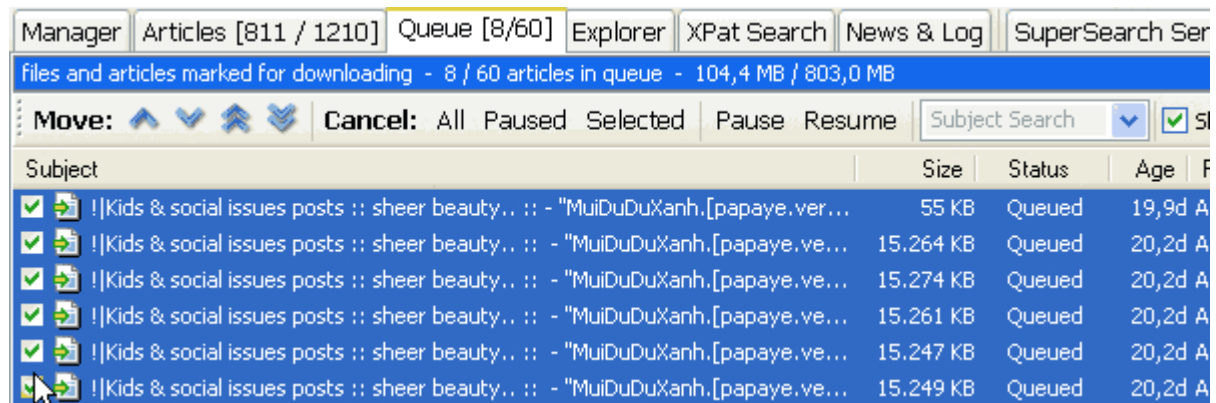 Manager Articles [811 / 1210] Queue [8/60] Explorer XPat Search News & Log SuperSearch Ser
files and articles marked for downloading - 8 / 60 articles in queue - 104,4 MB / 803,0 MB
Move: Cancel: All Paused Selected Pause Resume Subject Search
Subject Size Status Age
!|Kids & social issues posts :: sheer beauty.. :: - "MuiDuDuXanh.[papaye.ver... 55 KB Queued 19,9d A
!|Kids & social issues posts :: sheer beauty.. :: - "MuiDuDuXanh.[papaye.ve... 15.264 KB Queued 20,2d A
!|Kids & social issues posts :: sheer beauty.. :: - "MuiDuDuXanh.[papaye.ve... 15.274 KB Queued 20,2d A
!|Kids & social issues posts :: sheer beauty.. :: - "MuiDuDuXanh.[papaye.ve... 15.261 KB Queued 20,2d A
!|Kids & social issues posts :: sheer beauty.. :: - "MuiDuDuXanh.[papaye.ve... 15.247 KB Queued 20,2d A
!|Kids & social issues posts :: sheer beauty.. :: - "MuiDuDuXanh.[papaye.ve... 15.249 KB Queued 20,2d A